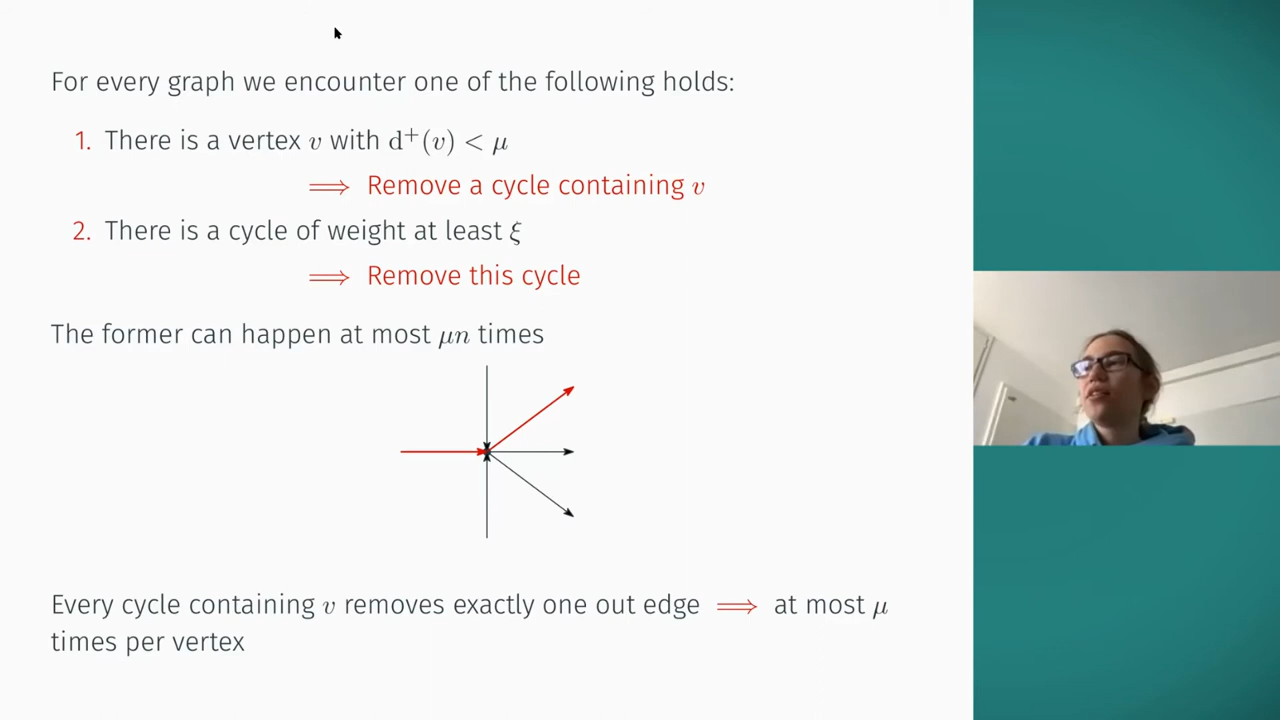 For every graph we encounter one of the following holds:
1. There is a vertex v with d⁺(v) < μ
⟹ Remove a cycle containing v
2. There is a cycle of weight at least ξ
⟹ Remove this cycle
The former can happen at most μn times
Every cycle containing v removes exactly one out edge ⟹ at most μ
times per vertex